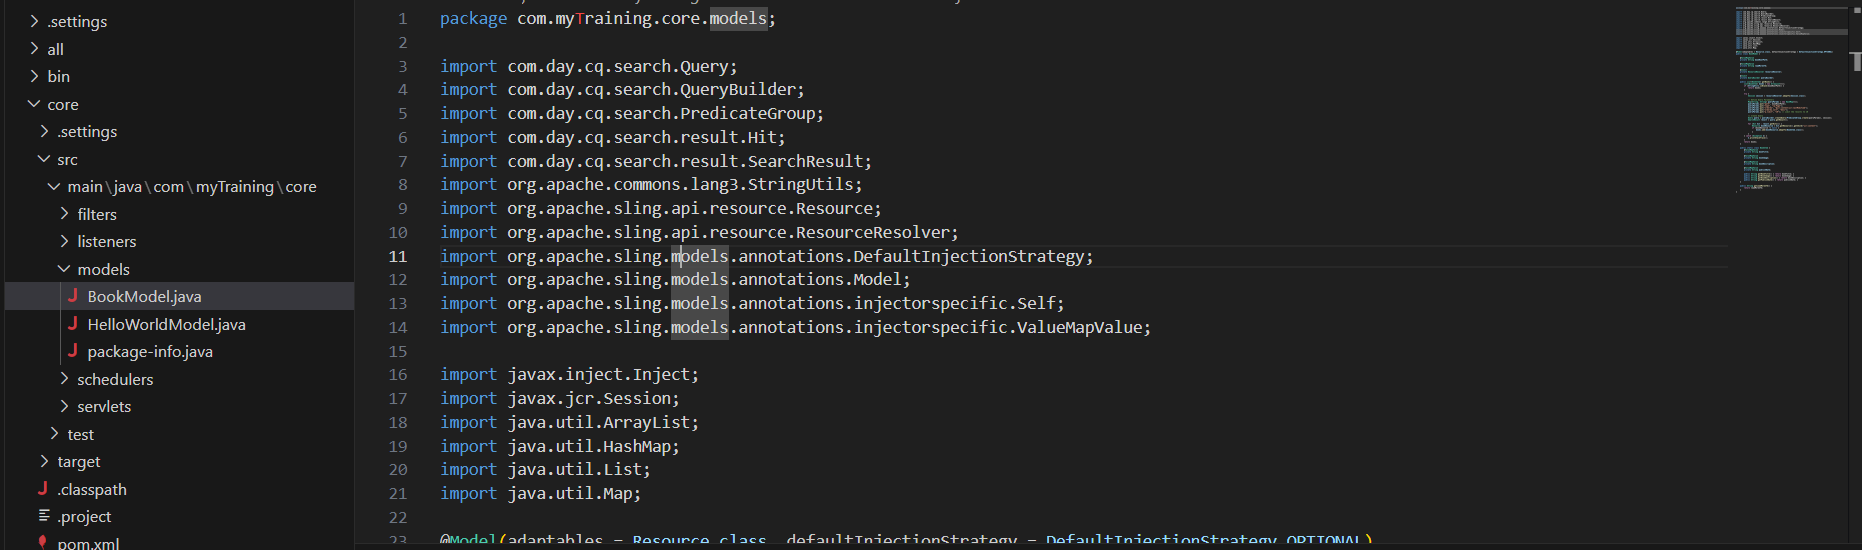 .settings
all
bin
core
.settings
src
main\java\com\myTraining\core
filters
listeners
models
BookModel.java
HelloWorldModel.java
package-info.java
schedulers
servlets
test
target
.classpath
.project
pom.xml
1 package com.myTraining.core.models;
2
3 import com.day.cq.search.Query;
4 import com.day.cq.search.QueryBuilder;
5 import com.day.cq.search.PredicateGroup;
6 import com.day.cq.search.result.Hit;
7 import com.day.cq.search.result.SearchResult;
8 import org.apache.commons.lang3.StringUtils;
9 import org.apache.sling.api.resource.Resource;
10 import org.apache.sling.api.resource.ResourceResolver;
11 import org.apache.sling.models.annotations.DefaultInjectionStrategy;
12 import org.apache.sling.models.annotations.Model;
13 import org.apache.sling.models.annotations.injectorspecific.Self;
14 import org.apache.sling.models.annotations.injectorspecific.ValueMapValue;
15
16 import javax.inject.Inject;
17 import javax.jcr.Session;
18 import java.util.ArrayList;
19 import java.util.HashMap;
20 import java.util.List;
21 import java.util.Map;
22
23 @Model(adaptables = Resource.class, defaultInjectionStrategy = DefaultInjectionStrategy.OPTIONAL)